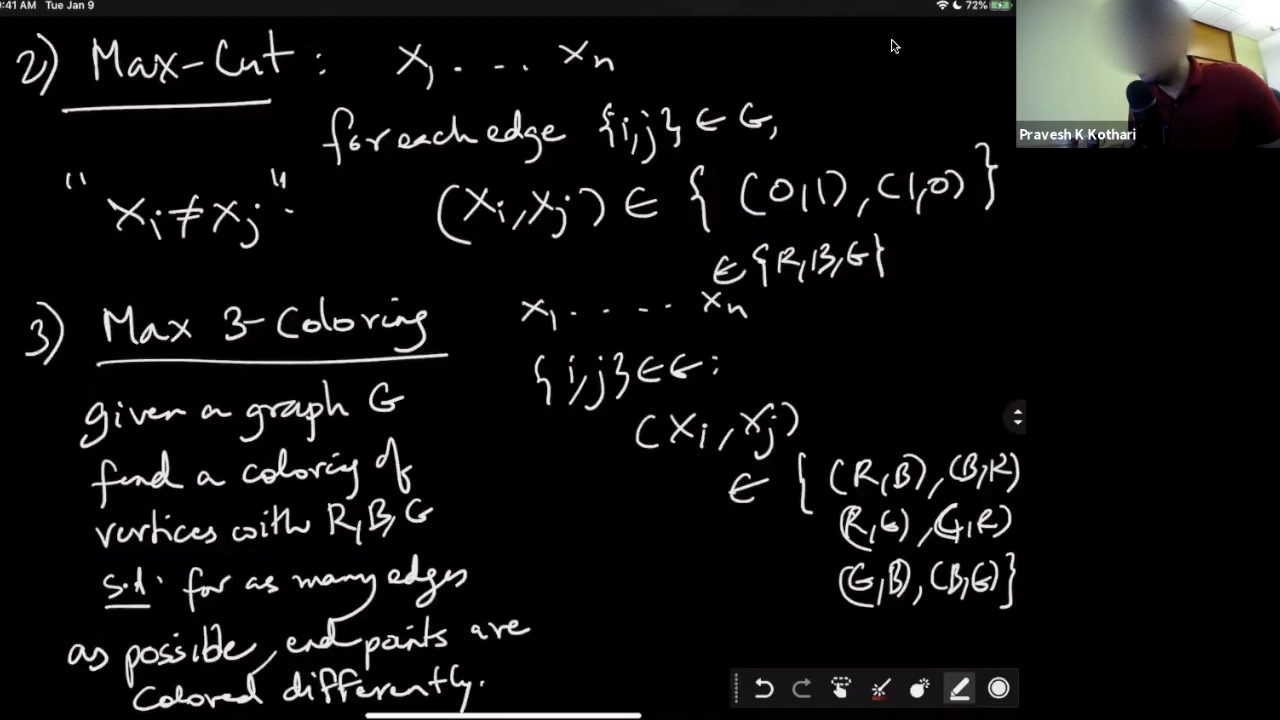 :41 AM Tue Jan 9
72%
Pravesh K Kothari
2) Max-Cut : x1 . . . . xn
for each edge {i,j} ∈ G,
"xi ≠ xj". (xi, xj) ∈ { (0,1), (1,0) }
∈ {R, B, G}
3) Max 3-Coloring x1 . . . . . xn
{i,j} ∈ G :
given a graph G
(xi, xj)
find a coloring of
∈ { (R,B), (B,R)
vertices with R, B, G
(R,G), (G,R)
s.t. for as many edges
(G,B), (B,G) }
as possible, end points are
colored differently.